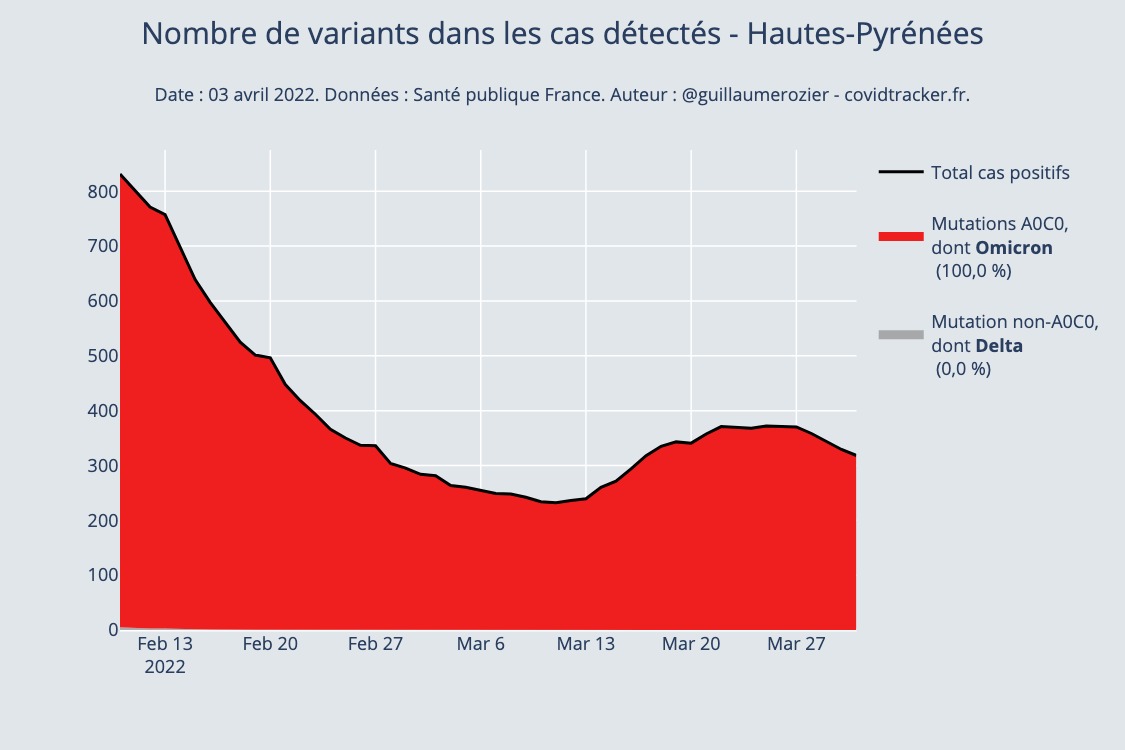 Nombre de variants dans les cas détectés - Hautes-Pyrénées
Date : 03 avril 2022. Données : Santé publique France. Auteur : @guillaumerozier - covidtracker.fr.
Total cas positifs
Mutations A0C0,
dont Omicron
(100,0 %)
Mutation non-A0C0,
dont Delta
(0,0 %)
800
700
600
500
400
300
200
100
0
Feb 13
2022
Feb 20
Feb 27
Mar 6
Mar 13
Mar 20
Mar 27